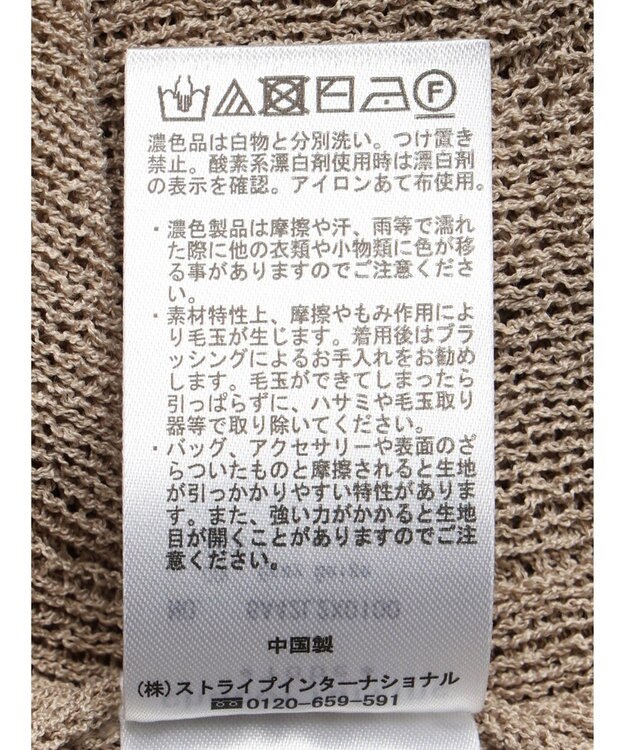 F
濃色品は白物と分別洗い。つけ置き
禁止。酸素系漂白剤使用時は漂白剤
の表示を確認。アイロンあて布使用。
・濃色製品は摩擦や汗、雨等で濡れ
た際に他の衣類や小物類に色が移
る事がありますのでご注意くださ
い。
・素材特性上、摩擦やもみ作用によ
り毛玉が生じます。着用後はブラ
ッシングによるお手入れをお勧め
します。毛玉ができてしまったら
引っぱらずに、ハサミや毛玉取り
器等で取り除いてください。
・バッグ、アクセサリーや表面のざ
らついたものと摩擦されると生地
が引っかかりやすい特性がありま
す。また、強い力がかかると生地
目が開くことがありますのでご注
意ください。
中国製
(株)ストライプインターナショナル
0120-659-591